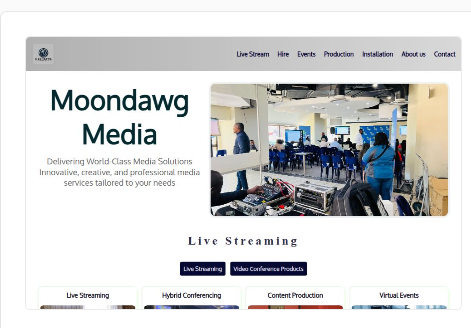 Live Stream Hire Events Production Installation About us Contact
Moondawg
Media
Delivering World-Class Media Solutions
Innovative, creative, and professional media
services tailored to your needs
Live Streaming
Live Streaming Video Conference Products
Live Streaming Hybrid Conferencing Content Production Virtual Events